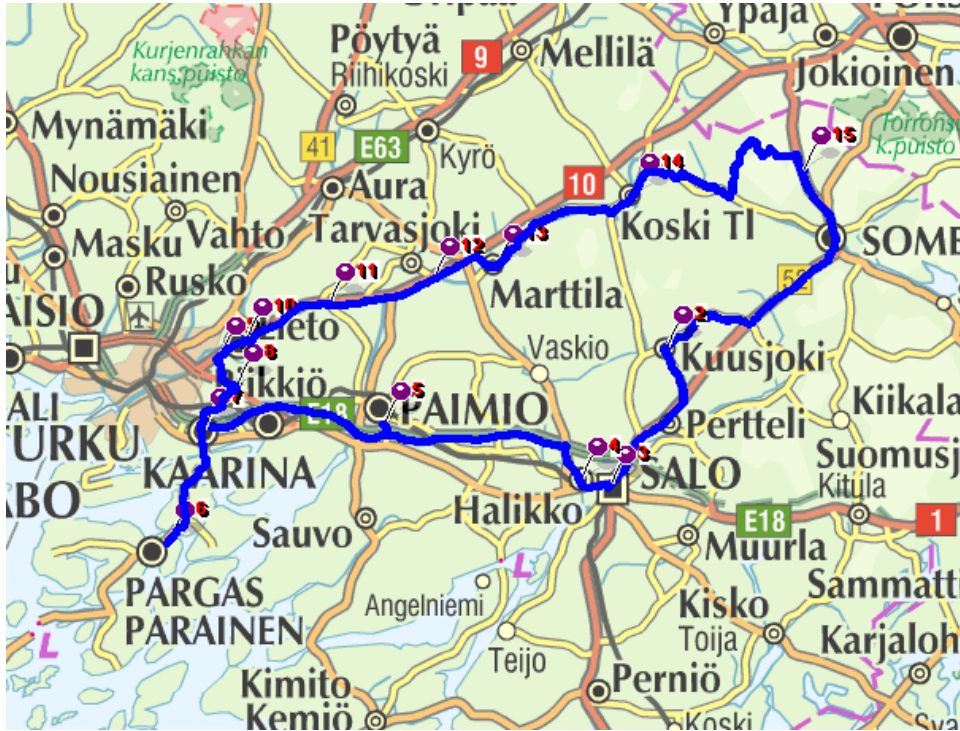 Ypäjä
Kurjenrahkan
kans.puisto
Pöytyä
Riihikoski
9
Mellilä
Jokioinen
Mynämäki
41
E63
Kyrö
Torronsuo
k.puisto
15
Nousiainen
Aura
10
14
Koski Tl
Masku
Vahto
Tarvasjoki
12
13
SOME
Rusko
11
Marttila
52
AISIO
10
Lieto
2
8
Vaskio
Kuusjoki
Piikkiö
5
E18
PAIMIO
Kiikala
ALI
7
TURKU
Pertteli
KAARINA
4
3
SALO
Suomusj
Kitula
ÅBO
6
Halikko
E18
1
Sauvo
Muurla
L
PARGAS
PARAINEN
Angelniemi
Kisko
Toija
Sammatti
L
Teijo
Karjaloh
Kimito
Kemiö
Perniö
Koski
Sva